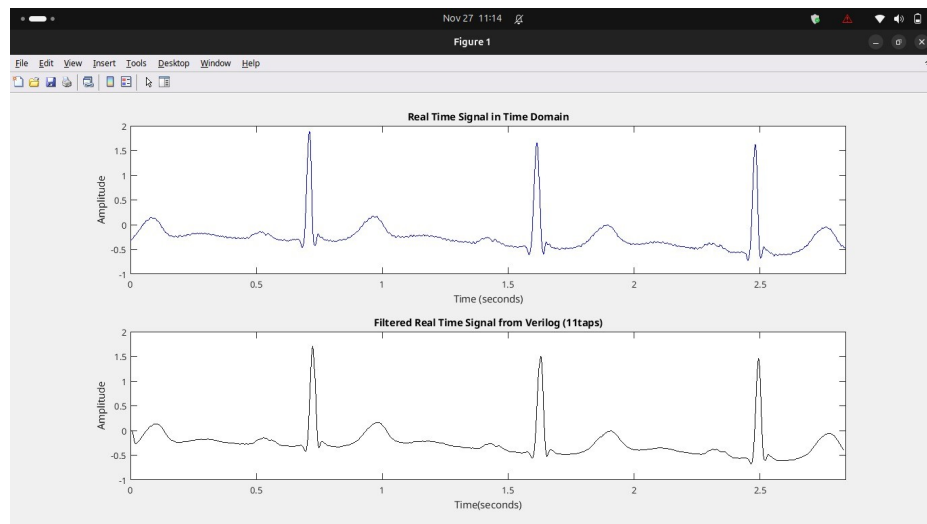 Nov 27 11:14
Figure 1
File Edit View Insert Tools Desktop Window Help
Real Time Signal in Time Domain
2
1.5
1
0.5
0
-0.5
-1
Amplitude
0 0.5 1 1.5 2 2.5
Time (seconds)
Filtered Real Time Signal from Verilog (11taps)
2
1.5
1
0.5
0
-0.5
-1
Amplitude
0 0.5 1 1.5 2 2.5
Time(seconds)